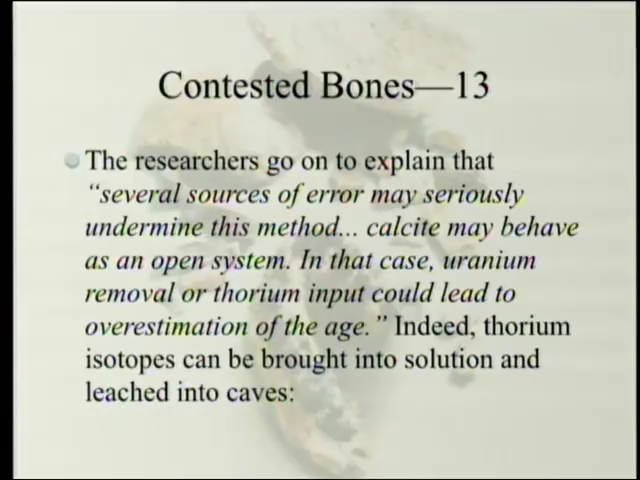 Contested Bones—13
The researchers go on to explain that
“several sources of error may seriously
undermine this method... calcite may behave
as an open system. In that case, uranium
removal or thorium input could lead to
overestimation of the age.” Indeed, thorium
isotopes can be brought into solution and
leached into caves: